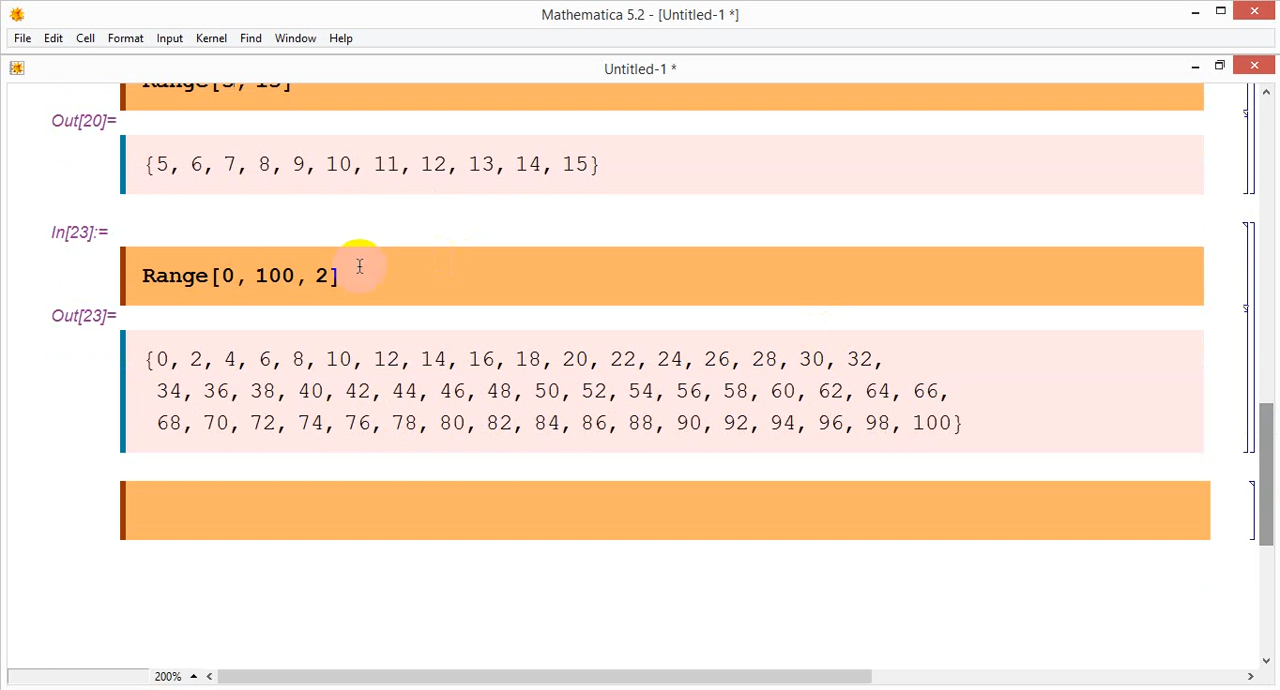 Mathematica 5.2 - [Untitled-1 *]
File Edit Cell Format Input Kernel Find Window Help
Untitled-1 *
Range[5, 15]
Out[20]=
{5, 6, 7, 8, 9, 10, 11, 12, 13, 14, 15}
In[23]:=
Range[0, 100, 2]
Out[23]=
{0, 2, 4, 6, 8, 10, 12, 14, 16, 18, 20, 22, 24, 26, 28, 30, 32,
34, 36, 38, 40, 42, 44, 46, 48, 50, 52, 54, 56, 58, 60, 62, 64, 66,
68, 70, 72, 74, 76, 78, 80, 82, 84, 86, 88, 90, 92, 94, 96, 98, 100}
200%